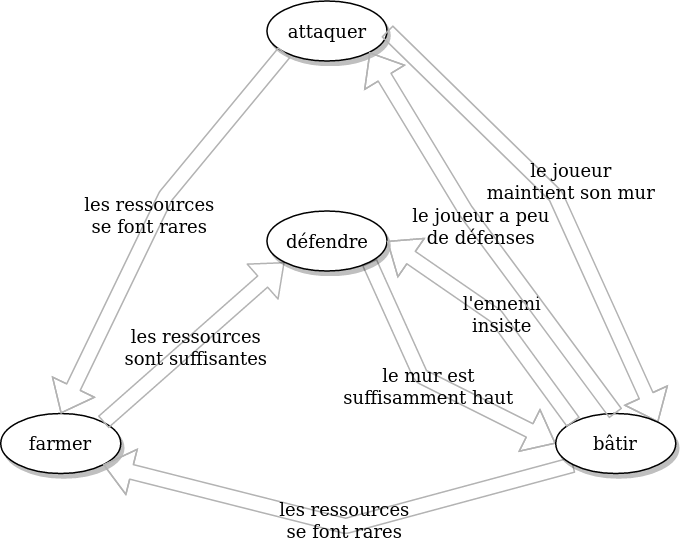 attaquer
le joueur
maintient son mur
les ressources
se font rares
le joueur a peu
de défenses
défendre
l'ennemi
insiste
les ressources
sont suffisantes
le mur est
suffisamment haut
farmer
bâtir
les ressources
se font rares